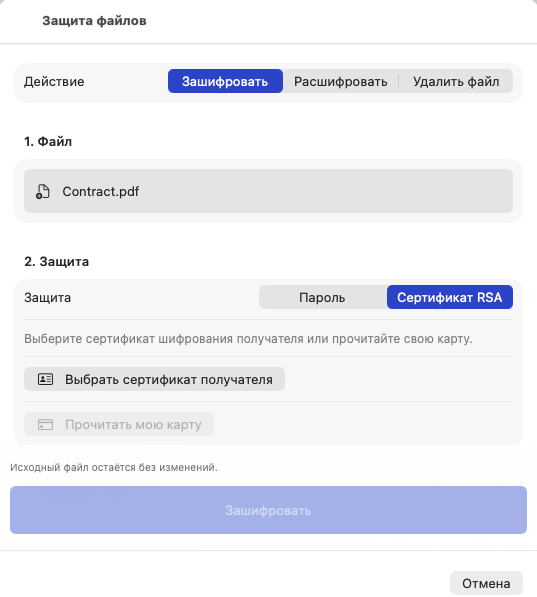 Защита файлов
Действие
Зашифровать
Расшифровать
Удалить файл
1. Файл
Contract.pdf
2. Защита
Защита
Пароль
Сертификат RSA
Выберите сертификат шифрования получателя или прочитайте свою карту.
Выбрать сертификат получателя
Прочитать мою карту
Исходный файл остаётся без изменений.
Зашифровать
Отмена